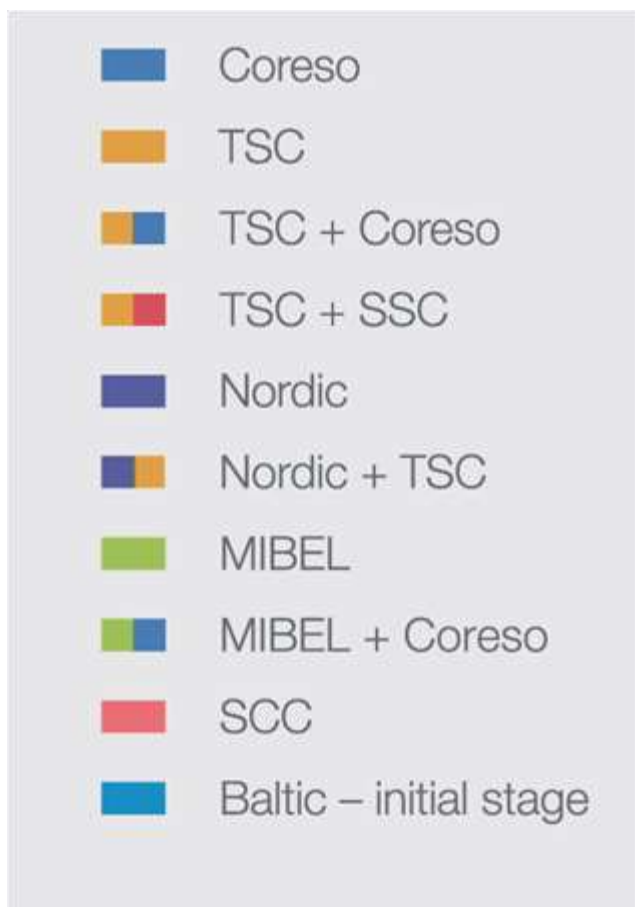 Coreso
TSC
TSC + Coreso
TSC + SSC
Nordic
Nordic + TSC
MIBEL
MIBEL + Coreso
SCC
Baltic – initial stage